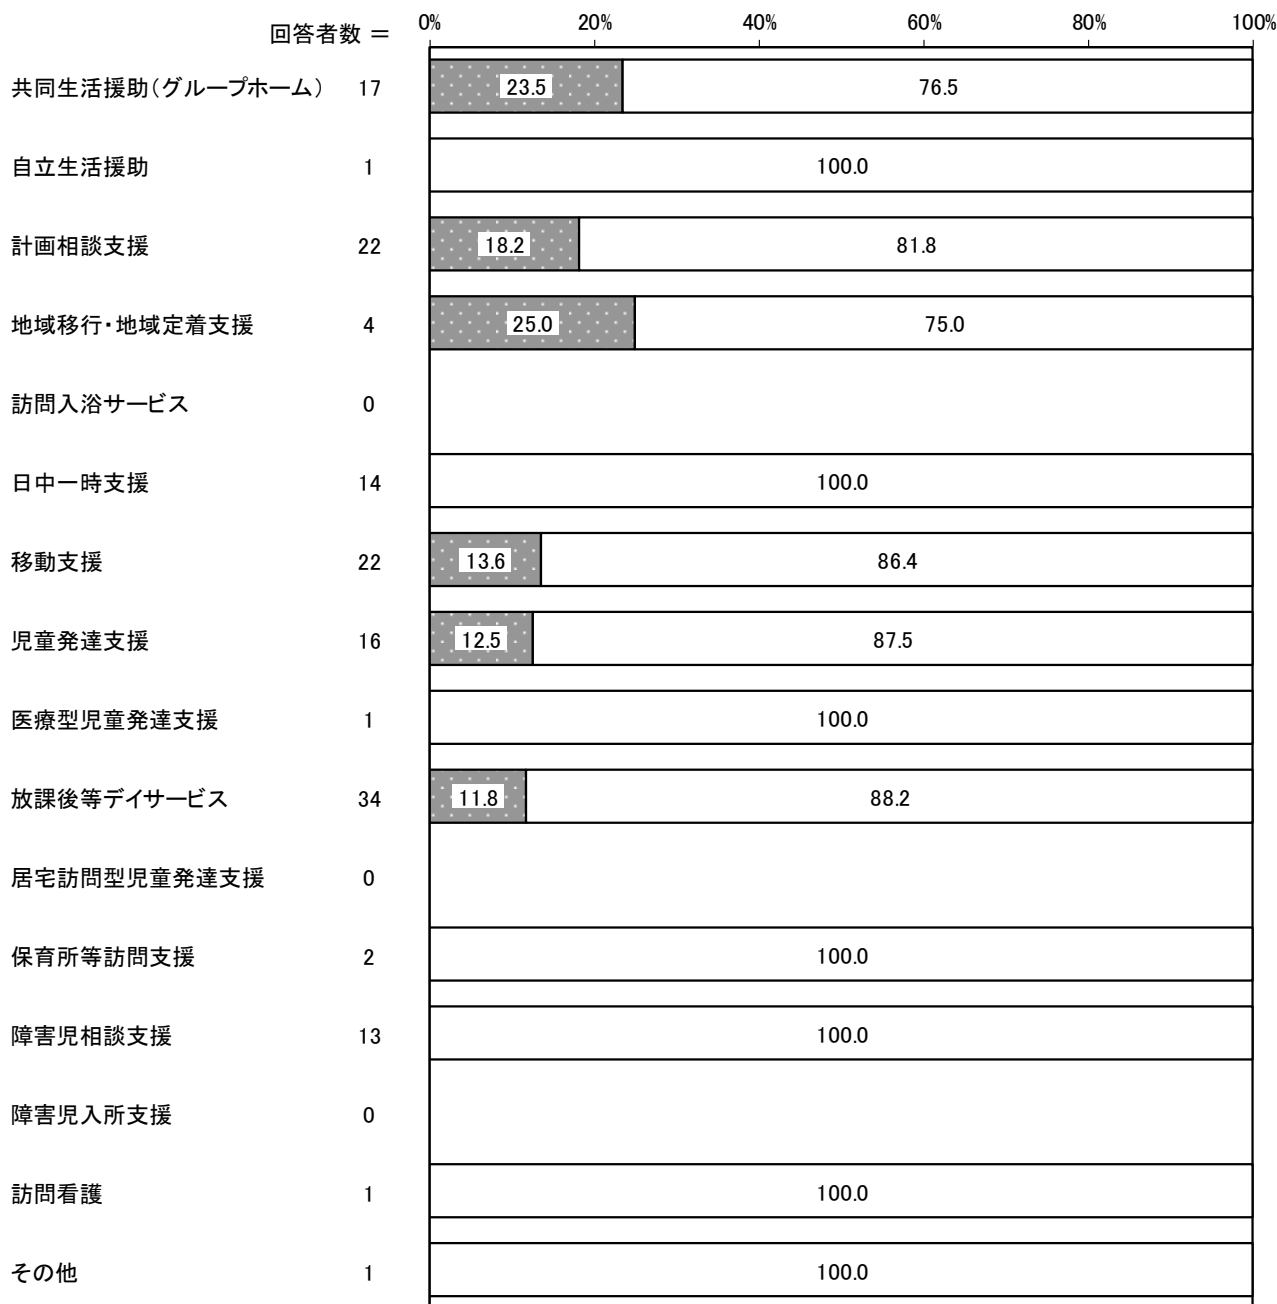 0% 20% 40% 60% 80% 100%
回答者数 =
共同生活援助(グループホーム) 17 23.5 76.5
自立生活援助 1 100.0
計画相談支援 22 18.2 81.8
地域移行・地域定着支援 4 25.0 75.0
訪問入浴サービス 0
日中一時支援 14 100.0
移動支援 22 13.6 86.4
児童発達支援 16 12.5 87.5
医療型児童発達支援 1 100.0
放課後等デイサービス 34 11.8 88.2
居宅訪問型児童発達支援 0
保育所等訪問支援 2 100.0
障害児相談支援 13 100.0
障害児入所支援 0
訪問看護 1 100.0
その他 1 100.0